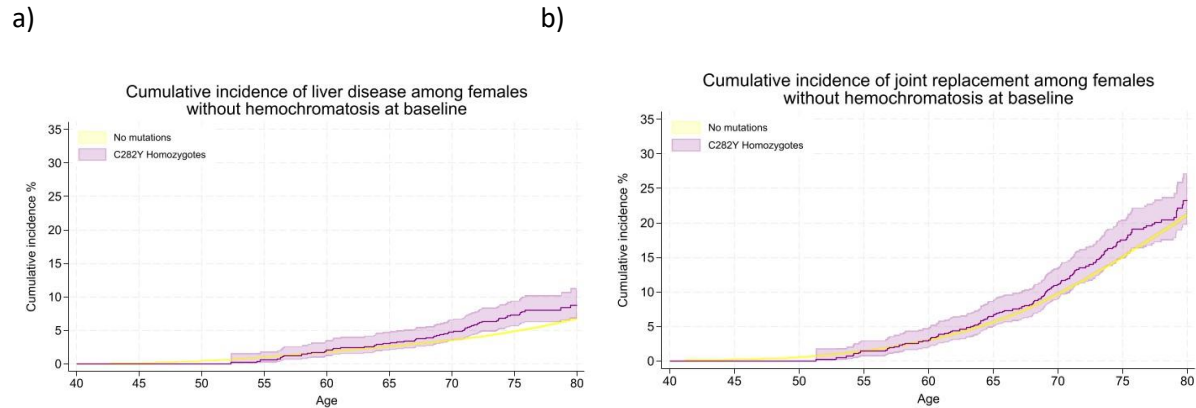 a)
b)
Cumulative incidence of liver disease among females
without hemochromatosis at baseline
No mutations
C282Y Homozygotes
Cumulative incidence %
35
30
25
20
15
10
5
0
40 45 50 55 60 65 70 75 80
Age
Cumulative incidence of joint replacement among females
without hemochromatosis at baseline
No mutations
C282Y Homozygotes
Cumulative incidence %
35
30
25
20
15
10
5
0
40 45 50 55 60 65 70 75 80
Age